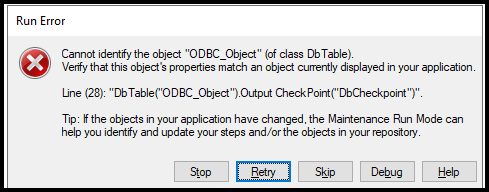 Run Error
Cannot identify the object "ODBC_Object" (of class DbTable).
Verify that this object's properties match an object currently displayed in your application.
Line (28): "DbTable("ODBC_Object").Output CheckPoint("DbCheckpoint")".
Tip: If the objects in your application have changed, the Maintenance Run Mode can
help you identify and update your steps and/or the objects in your repository.
Stop Retry Skip Debug Help